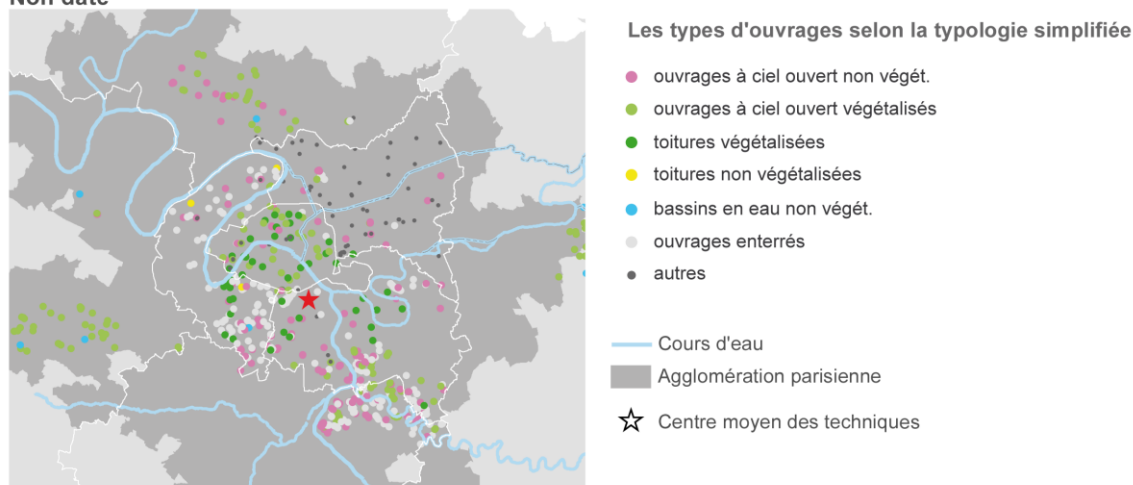 Non daté
Les types d'ouvrages selon la typologie simplifiée
ouvrages à ciel ouvert non végét.
ouvrages à ciel ouvert végétalisés
toitures végétalisées
toitures non végétalisées
bassins en eau non végét.
ouvrages enterrés
autres
Cours d'eau
Agglomération parisienne
Centre moyen des techniques